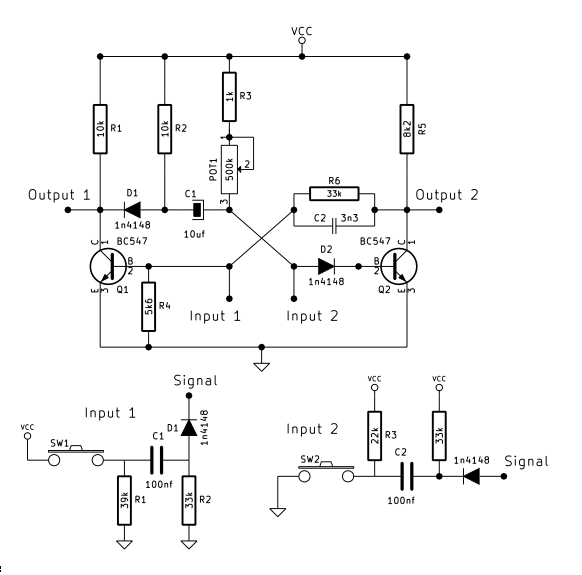 VCC
10k R1
10k R2
1k R3
8k2 R5
1
POT1 500k 2
3
R6
33k
C2 3n3
Output 1
D1
1n4148
C1
10uf
Output 2
C 1
BC547
B
2
E 3
Q1
5k6 R4
Input 1
Input 2
D2
1n4148
BC547
C 1
B
2
E 3
Q2
Signal
Input 1
VCC
SW1
D1
1n4148
C1
100nf
39k R1
33k R2
VCC
VCC
Input 2
22k R3
33k
SW2
C2
100nf
1n4148
Signal